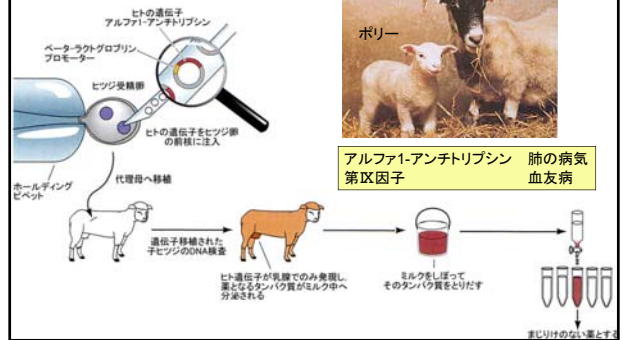 ヒトの遺伝子
アルファ1-アンチトリプシン
ベータ-ラクトグロブリン
プロモーター
ヒツジ受精卵
ヒトの遺伝子をヒツジ卵
の前核に注入
ホールディング
ピペット
代理母へ移植
ポリー
アルファ1-アンチトリプシン 肺の病気
第Ⅸ因子 血友病
遺伝子移植された
子ヒツジのDNA検査
ヒト遺伝子が乳腺でのみ発現し,
薬となるタンパク質がミルク中へ
分泌される
ミルクをしぼって
そのタンパク質をとりだす
まじりけのない薬とする